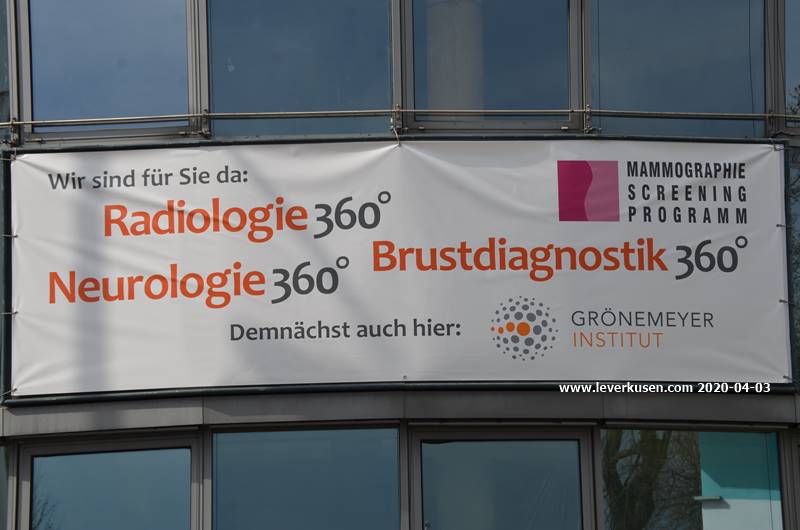 Wir sind für Sie da:
MAMMOGRAPHIE
SCREENING
PROGRAMM
Radiologie 360°
Brustdiagnostik 360°
Neurologie 360°
Demnächst auch hier:
GRÖNEMEYER
INSTITUT
www.leverkusen.com 2020-04-03